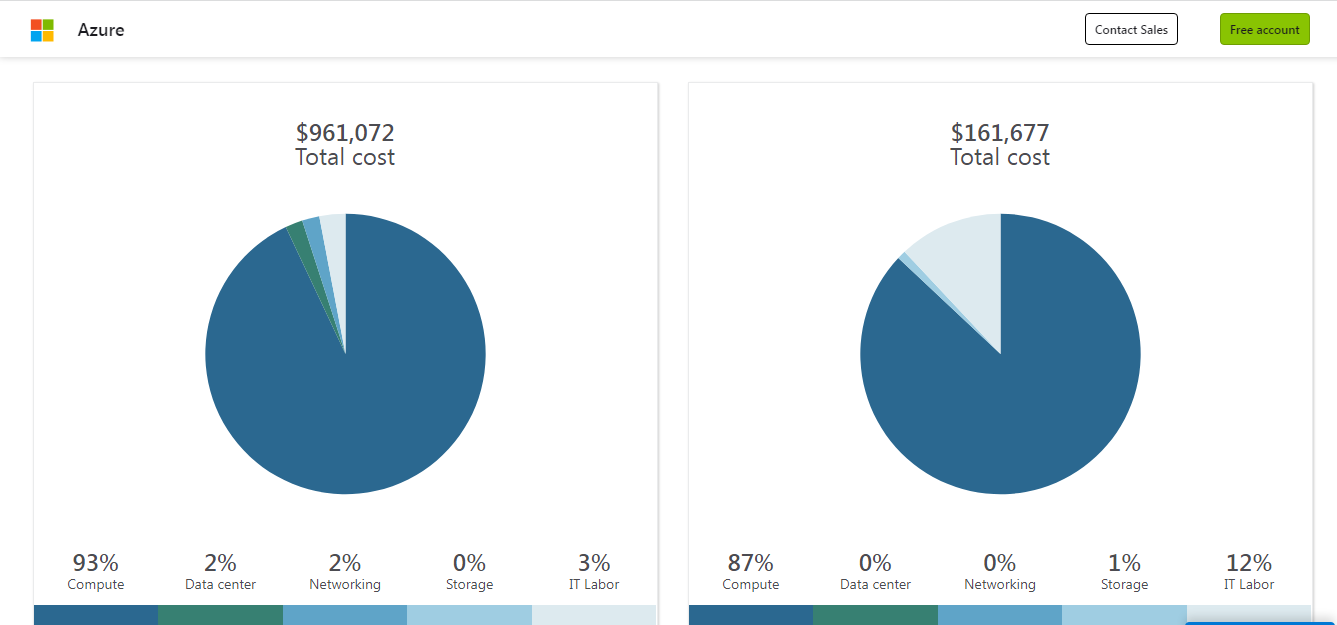 Azure
Contact Sales
Free account
$961,072
Total cost
93%
Compute
2%
Data center
2%
Networking
0%
Storage
3%
IT Labor
$161,677
Total cost
87%
Compute
0%
Data center
0%
Networking
1%
Storage
12%
IT Labor